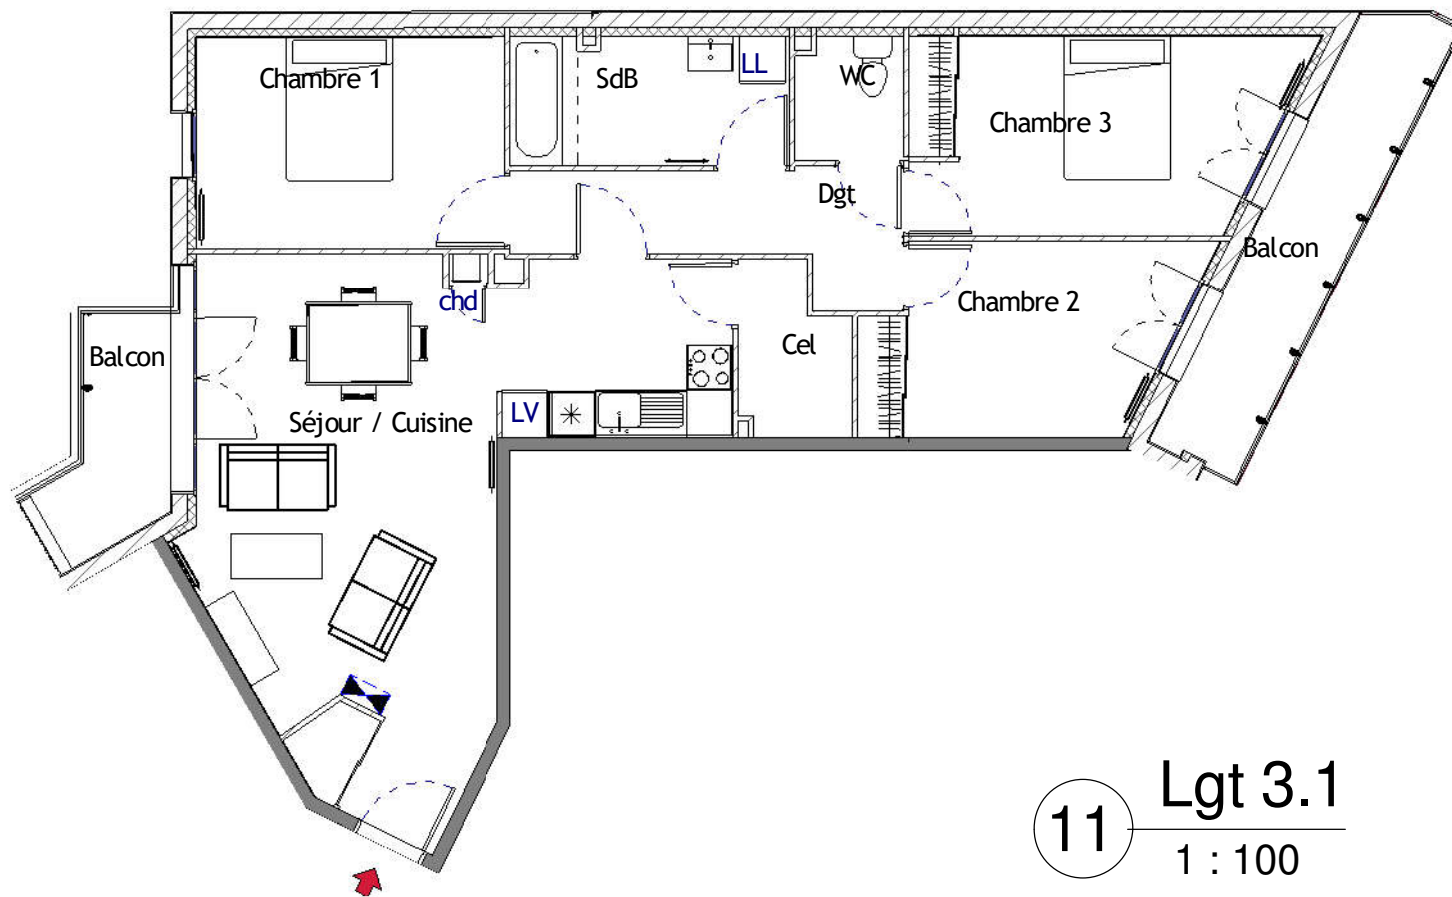 Chambre 1
SdB
LL
WC
Chambre 3
Dgt
Balcon
chd
Chambre 2
Balcon
Cel
Séjour / Cuisine
LV
11
Lgt 3.1
1 : 100